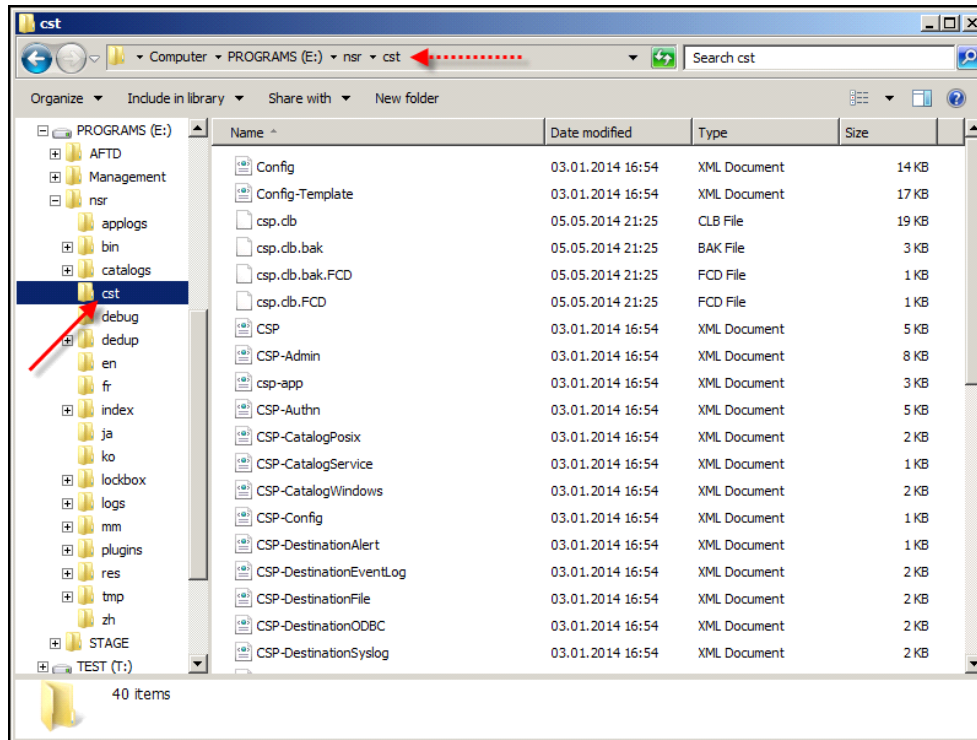 cst
Computer PROGRAMS (E:) nsr cst Search cst
Organize Include in library Share with New folder
PROGRAMS (E:)
AFTD
Management
nsr
applogs
bin
catalogs
cst
debug
dedup
en
fr
index
ja
ko
lockbox
logs
mm
plugins
res
tmp
zh
STAGE
TEST (T:)
Name Date modified Type Size
Config 03.01.2014 16:54 XML Document 14 KB
Config-Template 03.01.2014 16:54 XML Document 17 KB
csp.clb 05.05.2014 21:25 CLB File 19 KB
csp.clb.bak 05.05.2014 21:25 BAK File 3 KB
csp.clb.bak.FCD 05.05.2014 21:25 FCD File 1 KB
csp.clb.FCD 05.05.2014 21:25 FCD File 1 KB
CSP 03.01.2014 16:54 XML Document 5 KB
CSP-Admin 03.01.2014 16:54 XML Document 8 KB
csp-app 03.01.2014 16:54 XML Document 3 KB
CSP-Authn 03.01.2014 16:54 XML Document 5 KB
CSP-CatalogPosix 03.01.2014 16:54 XML Document 2 KB
CSP-CatalogService 03.01.2014 16:54 XML Document 1 KB
CSP-CatalogWindows 03.01.2014 16:54 XML Document 2 KB
CSP-Config 03.01.2014 16:54 XML Document 1 KB
CSP-DestinationAlert 03.01.2014 16:54 XML Document 1 KB
CSP-DestinationEventLog 03.01.2014 16:54 XML Document 2 KB
CSP-DestinationFile 03.01.2014 16:54 XML Document 2 KB
CSP-DestinationODBC 03.01.2014 16:54 XML Document 2 KB
CSP-DestinationSyslog 03.01.2014 16:54 XML Document 2 KB
40 items